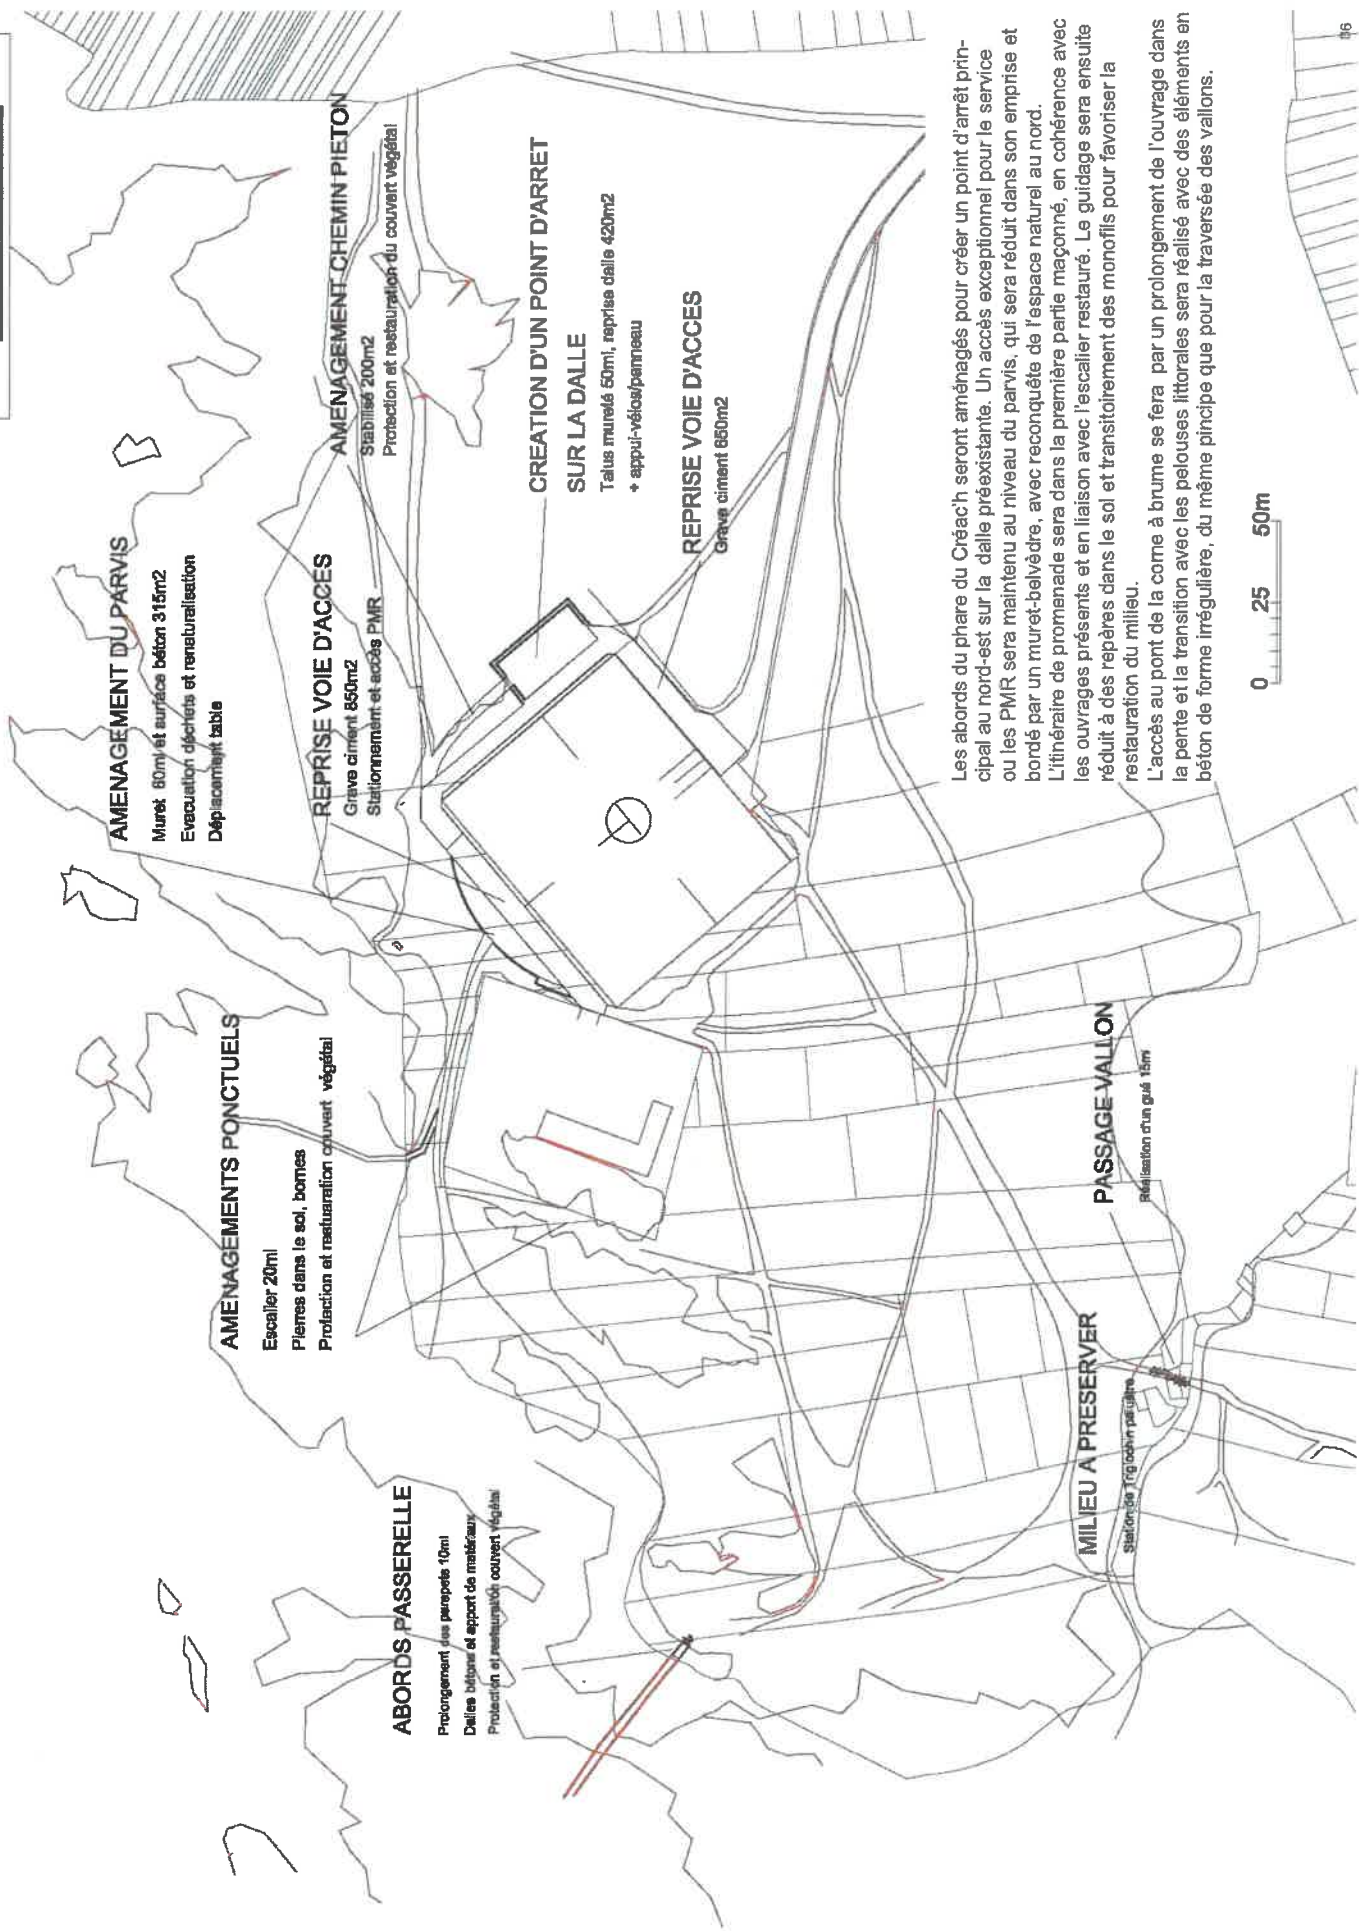 AMENAGEMENT DU PARVIS
Muret 60ml et surface béton 315m2
Evacuation déchets et renaturalisation
Déplacement table
AMENAGEMENTS PONCTUELS
Escalier 20ml
Pierres dans le sol, bornes
Protection et restuaration couvert végétal
ABORDS PASSERELLE
Prolongement des parapets 10ml
Dalles bétons et apport de matériaux
Protection et restauration couvert végétal
REPRISE VOIE D'ACCES
Grave ciment 850m2
Stationnement et accès PMR
AMENAGEMENT CHEMIN PIETON
Stabilisé 200m2
Protection et restauration du couvert végétal
CREATION D'UN POINT D'ARRET
SUR LA DALLE
Talus mureté 50ml, reprise dalle 420m2
+ appui-vélos/panneau
REPRISE VOIE D'ACCES
Grave ciment 650m2
PASSAGE VALLON
Réalisation d'un gué 15ml
MILIEU A PRESERVER
Station de Triglochin palustre
Les abords du phare du Créac'h seront aménagés pour créer un point d'arrêt prin-
cipal au nord-est sur la dalle préexistante. Un accès exceptionnel pour le service
ou les PMR sera maintenu au niveau du parvis, qui sera réduit dans son emprise et
bordé par un muret-belvèdre, avec reconquête de l'espace naturel au nord.
L'itinéraire de promenade sera dans la première partie maçonné, en cohérence avec
les ouvrages présents et en liaison avec l'escalier restauré. Le guidage sera ensuite
réduit à des repères dans le sol et transitoirement des monofils pour favoriser la
restauration du milieu.
L'accès au pont de la corne à brume se fera par un prolongement de l'ouvrage dans
la pente et la transition avec les pelouses littorales sera réalisé avec des éléments en
béton de forme irrégulière, du même pincipe que pour la traversée des vallons.
0 25 50m
06